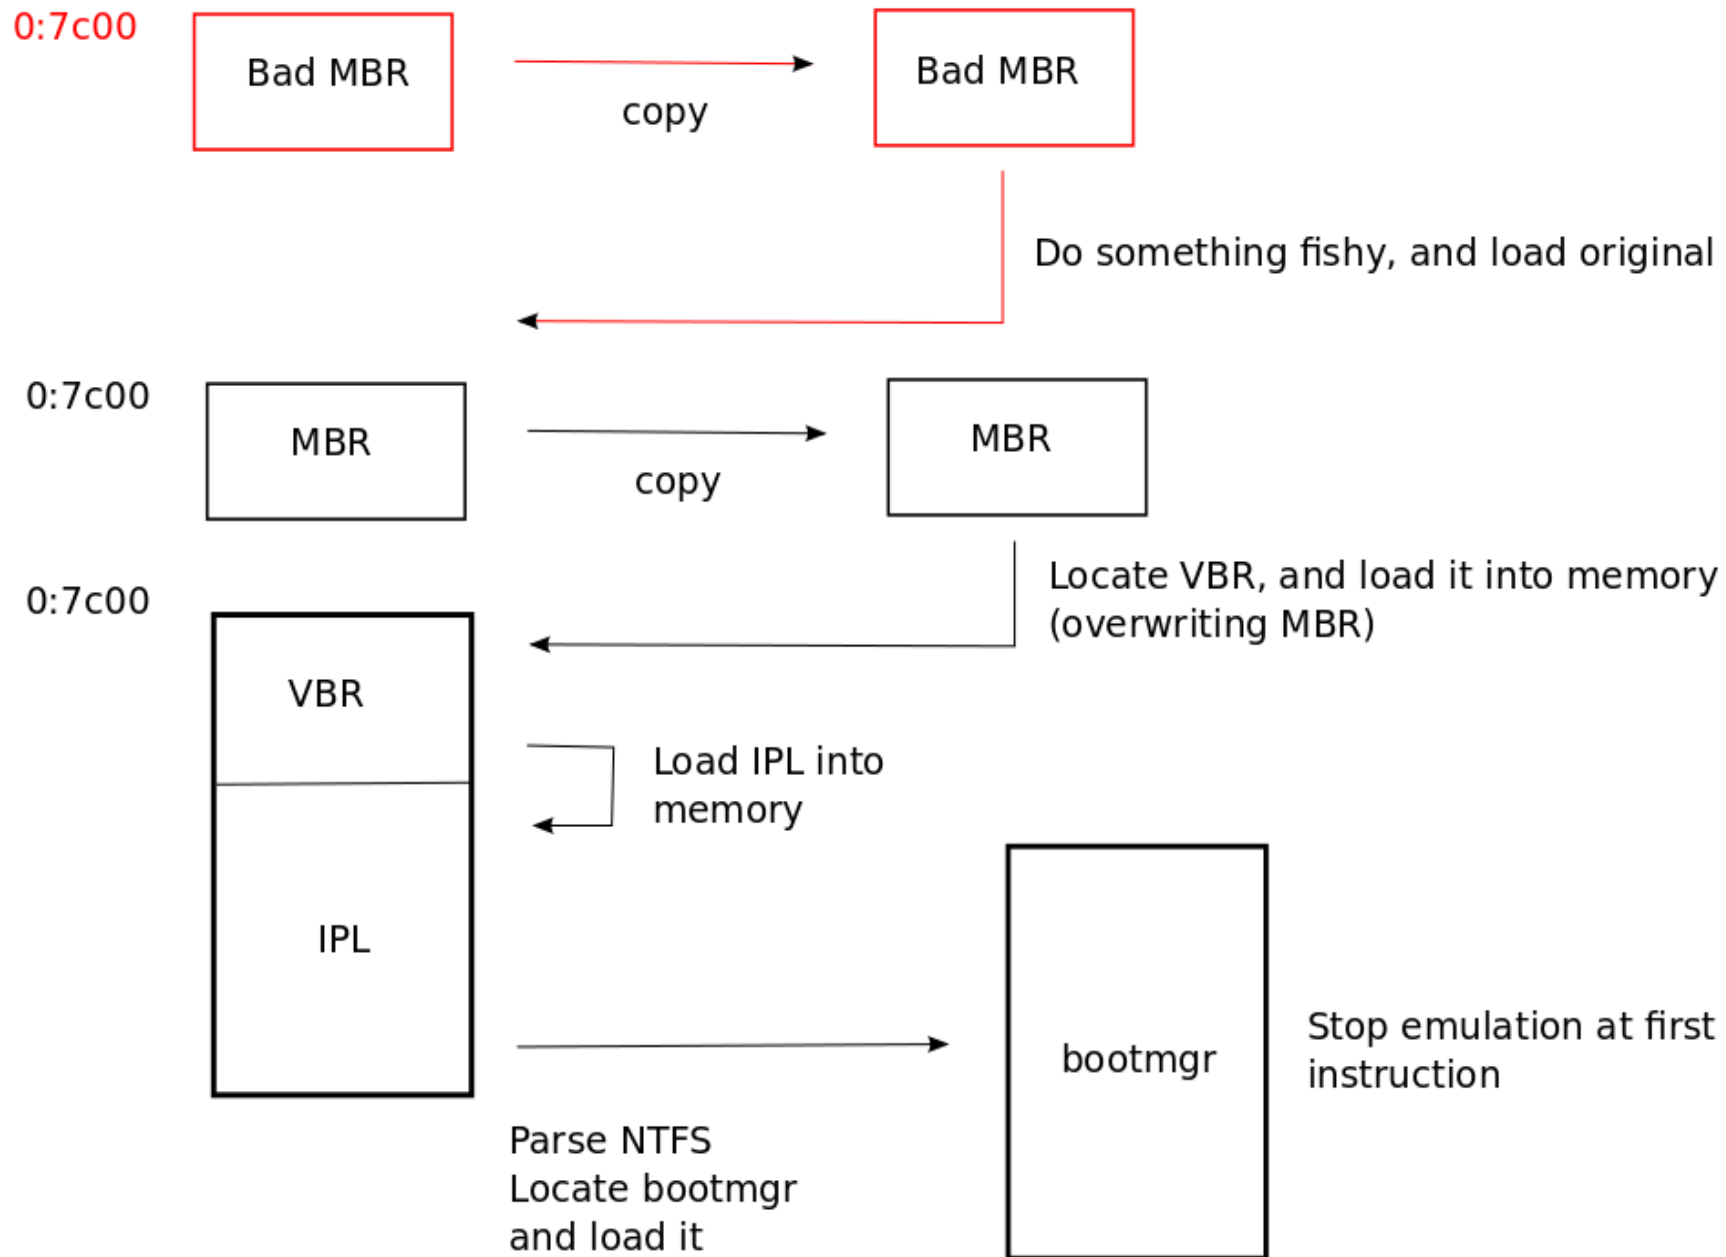 0:7c00
Bad MBR
Bad MBR
copy
Do something fishy, and load original
0:7c00
MBR
MBR
copy
Locate VBR, and load it into memory
(overwriting MBR)
0:7c00
VBR
Load IPL into
memory
IPL
bootmgr
Stop emulation at first
instruction
Parse NTFS
Locate bootmgr
and load it